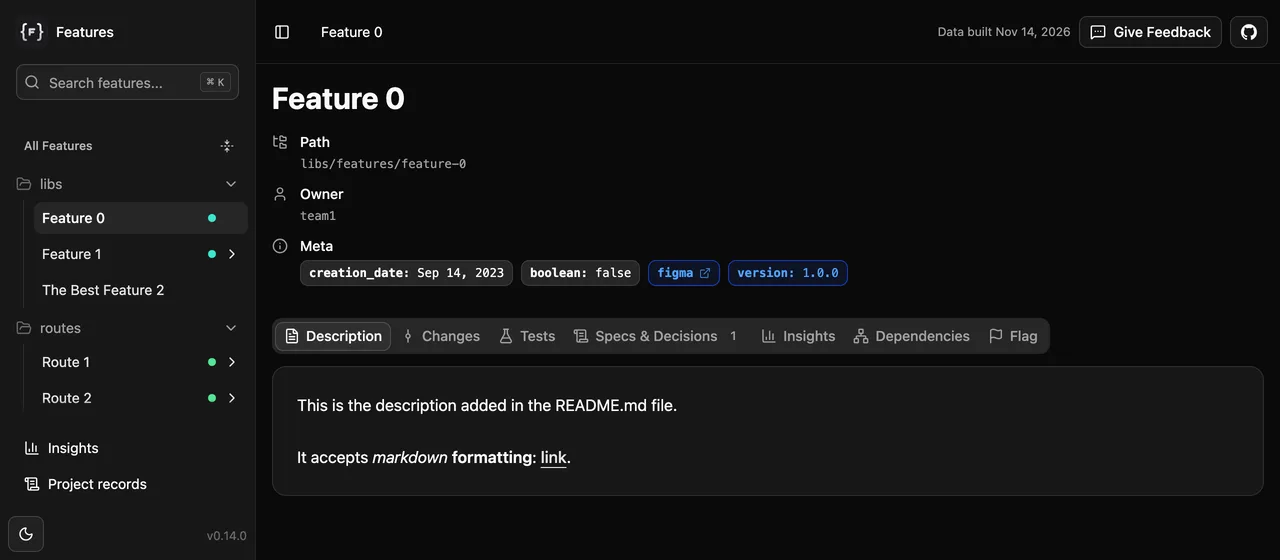 {F} Features
Search features... ⌘ K
All Features
libs
Feature 0
Feature 1
The Best Feature 2
routes
Route 1
Route 2
Insights
Project records
v0.14.0
Feature 0
Data built Nov 14, 2026
Give Feedback
Feature 0
Path
libs/features/feature-0
Owner
team1
Meta
creation_date: Sep 14, 2023 boolean: false figma version: 1.0.0
Description Changes Tests Specs & Decisions 1 Insights Dependencies Flag
This is the description added in the README.md file.
It accepts markdown formatting: link.